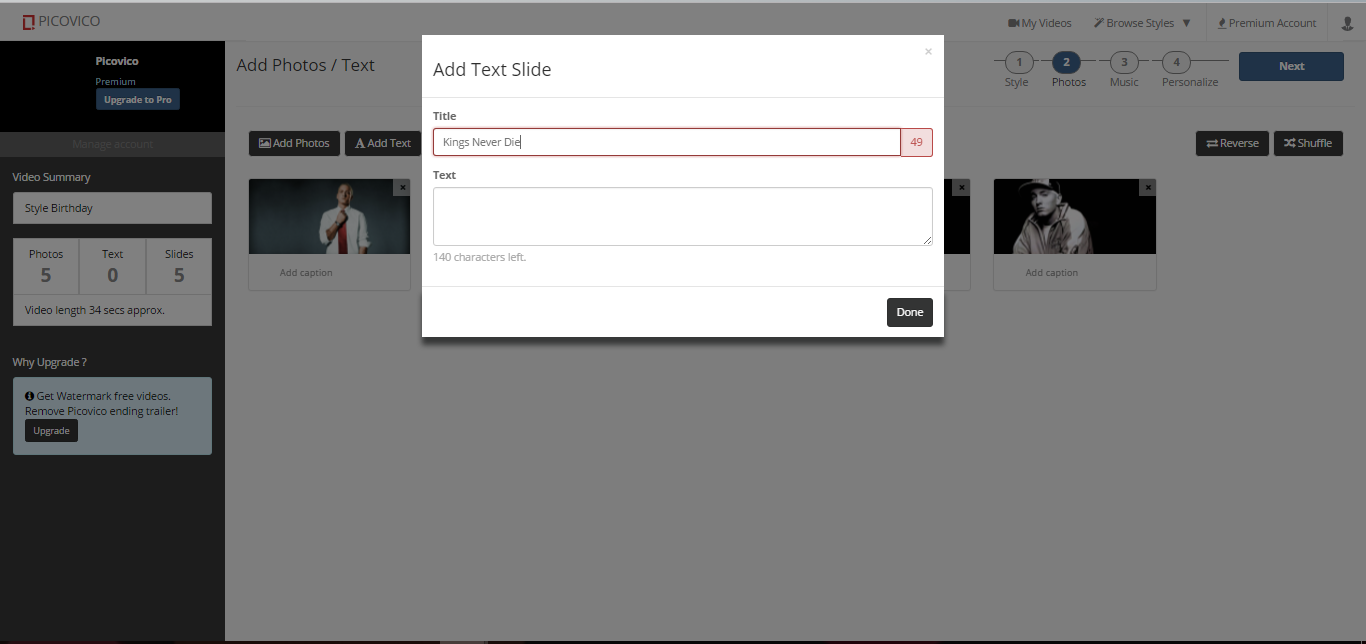 PICOVICO
My Videos
Browse Styles ▼
Premium Account
Picovico
Premium
Upgrade to Pro
Manage account
Video Summary
Style Birthday
Photos Text Slides
5 0 5
Video length 34 secs approx.
Why Upgrade ?
Get Watermark free videos.
Remove Picovico ending trailer!
Upgrade
Add Photos / Text
1 2 3 4
Style Photos Music Personalize
Next
Add Photos
Add Text
Reverse
Shuffle
Add caption
Add caption
×
Add Text Slide
Title
Kings Never Die 49
Text
140 characters left.
Done